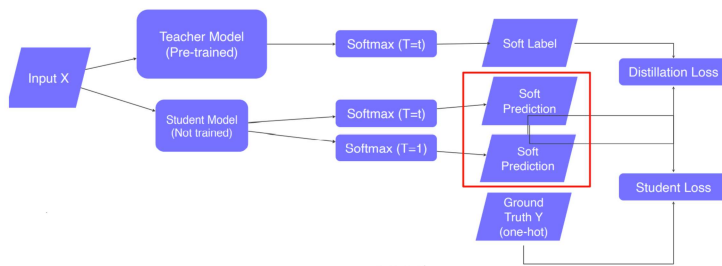 Teacher Model
(Pre-trained)
Softmax (T=t)
Soft Label
Input X
Distillation Loss
Student Model
(Not trained)
Softmax (T=t)
Soft
Prediction
Softmax (T=1)
Soft
Prediction
Student Loss
Ground
Truth Y
(one-hot)